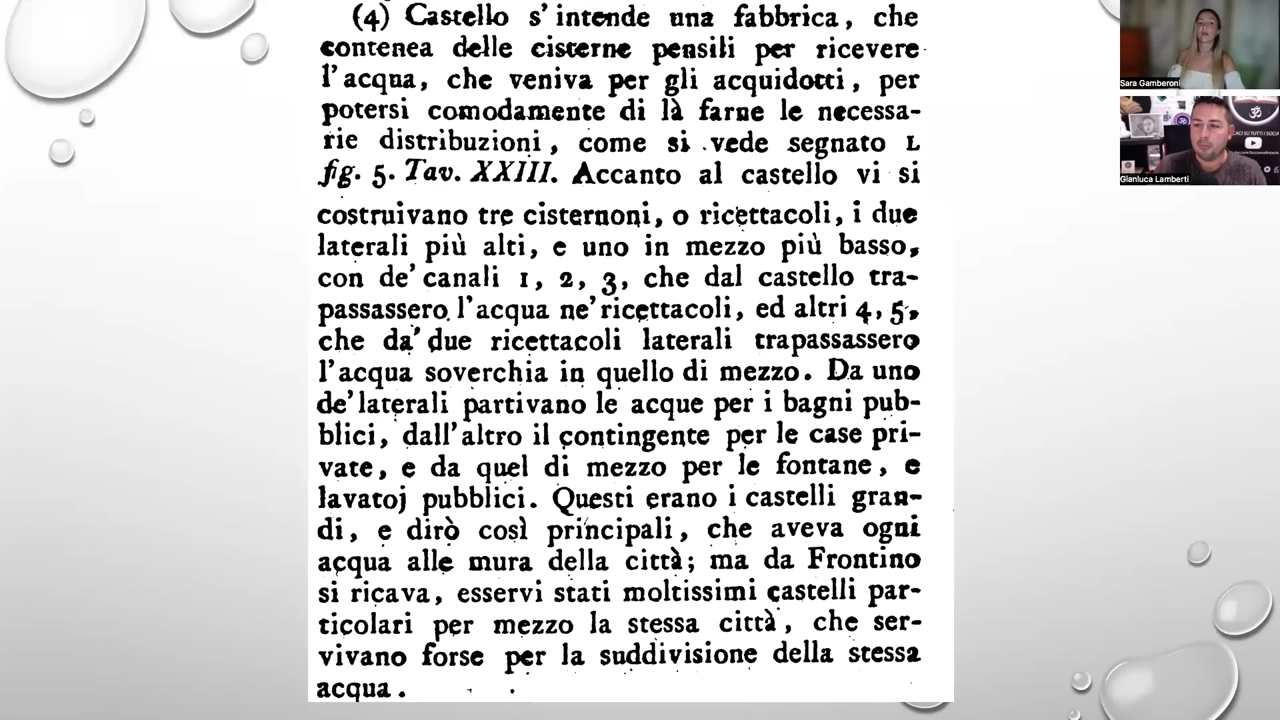 (4) Castello s'intende una fabbrica, che
contenea delle cisterne pensili per ricevere
l'acqua, che veniva per gli acquidotti, per
potersi comodamente di là farne le necessa-
rie distribuzioni, come si vede segnato L
fig. 5. Tav. XXIII. Accanto al castello vi si
costruivano tre cisternoni, o ricettacoli, i due
laterali più alti, e uno in mezzo più basso,
con de' canali 1, 2, 3, che dal castello tra-
passassero l'acqua ne' ricettacoli, ed altri 4, 5,
che da' due ricettacoli laterali trapassassero
l'acqua soverchia in quello di mezzo. Da uno
de' laterali partivano le acque per i bagni pub-
blici, dall'altro il contingente per le case pri-
vate, e da quel di mezzo per le fontane, e
lavatoj pubblici. Questi erano i castelli gran-
di, e dirò così principali, che aveva ogni
acqua alle mura della città; ma da Frontino
si ricava, esservi stati moltissimi castelli par-
ticolari per mezzo la stessa città, che ser-
vivano forse per la suddivisione della stessa
acqua.
Sara Gamberoni
CACI SU TUTTI I SOCIA
Gianluca Lamberti